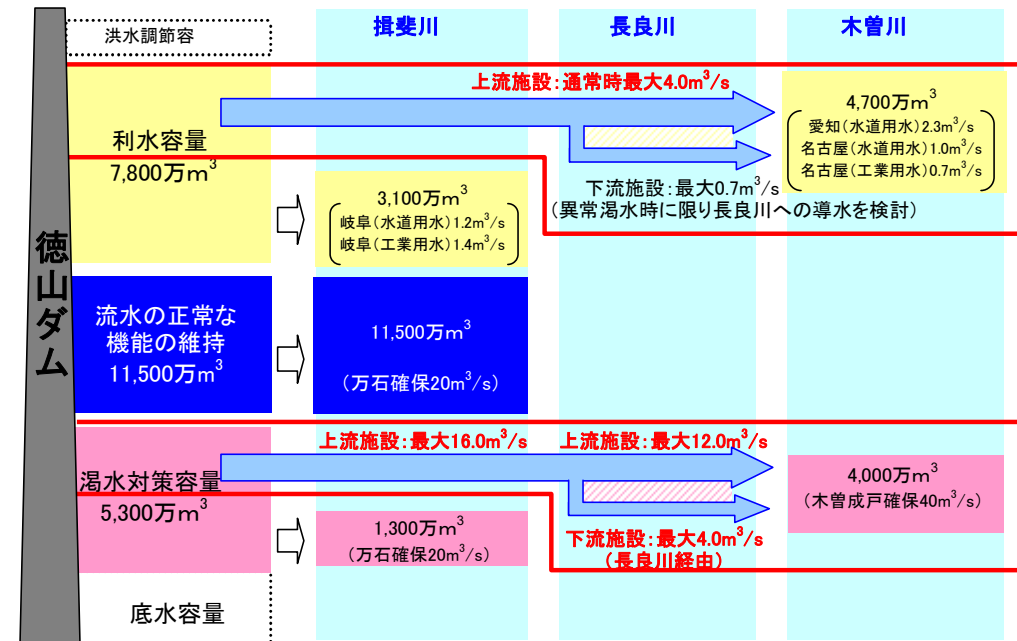 徳山ダム
洪水調節容
揖斐川
長良川
木曽川
上流施設：通常時最大4.0m³/s
利水容量
7,800万m³
4,700万m³
愛知（水道用水）2.3m³/s
名古屋（水道用水）1.0m³/s
名古屋（工業用水）0.7m³/s
下流施設：最大0.7m³/s
（異常渇水時に限り長良川への導水を検討）
3,100万m³
岐阜（水道用水）1.2m³/s
岐阜（工業用水）1.4m³/s
流水の正常な
機能の維持
11,500万m³
11,500万m³
（万石確保20m³/s）
上流施設：最大16.0m³/s
上流施設：最大12.0m³/s
渇水対策容量
5,300万m³
4,000万m³
（木曽成戸確保40m³/s）
1,300万m³
（万石確保20m³/s）
下流施設：最大4.0m³/s
（長良川経由）
底水容量